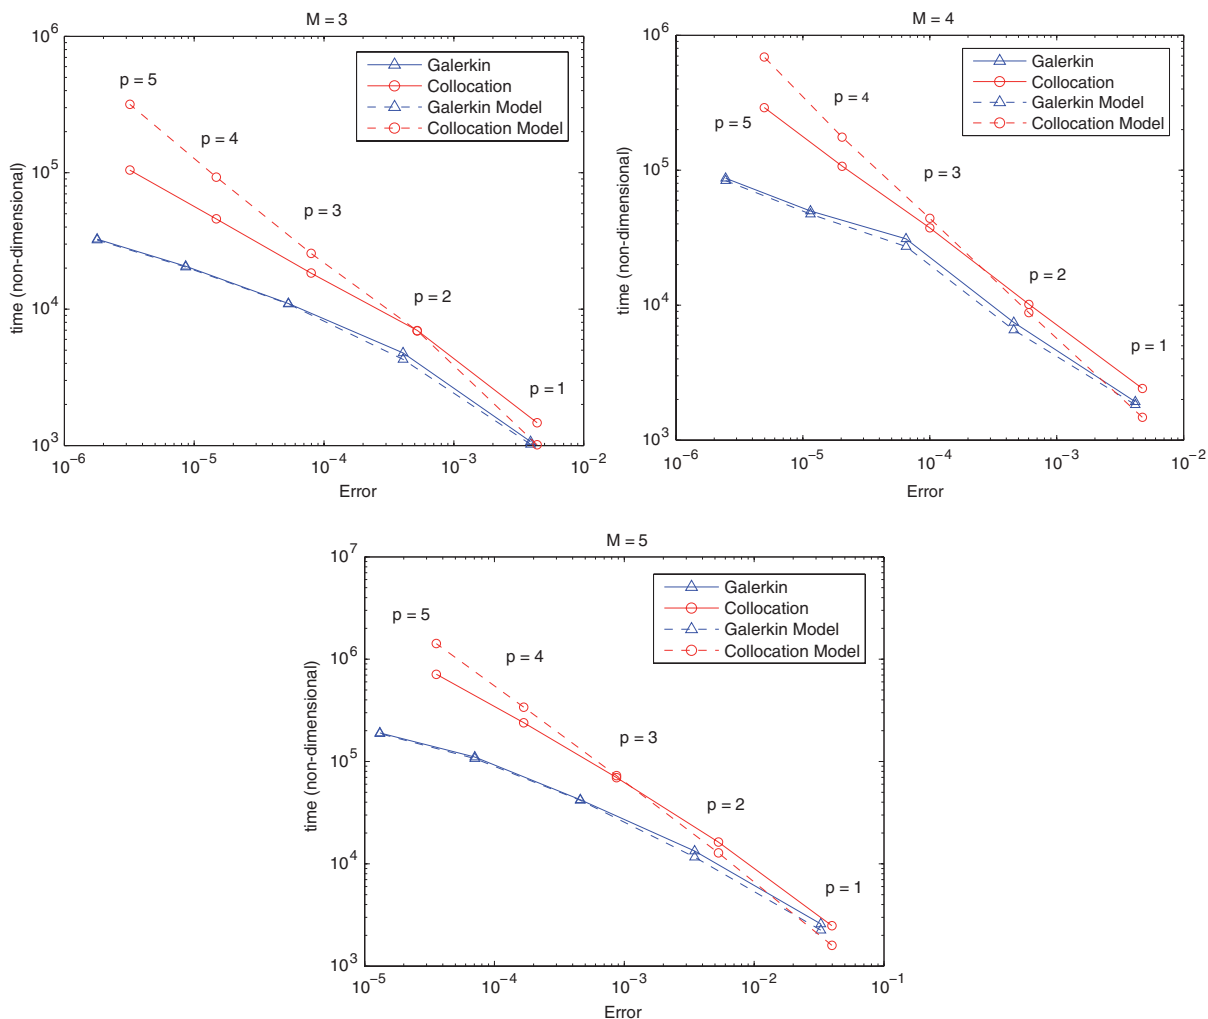 M = 3
10^6
10^5
10^4
10^3
time (non-dimensional)
p = 5
p = 4
p = 3
p = 2
p = 1
Galerkin
Collocation
Galerkin Model
Collocation Model
10^−6
10^−5
10^−4
10^−3
10^−2
Error
M = 4
10^6
10^5
10^4
10^3
time (non-dimensional)
p = 4
p = 5
p = 3
p = 2
p = 1
Galerkin
Collocation
Galerkin Model
Collocation Model
10^−6
10^−5
10^−4
10^−3
10^−2
Error
M = 5
10^7
10^6
10^5
10^4
10^3
time (non-dimensional)
p = 5
p = 4
p = 3
p = 2
p = 1
Galerkin
Collocation
Galerkin Model
Collocation Model
10^−5
10^−4
10^−3
10^−2
10^−1
Error